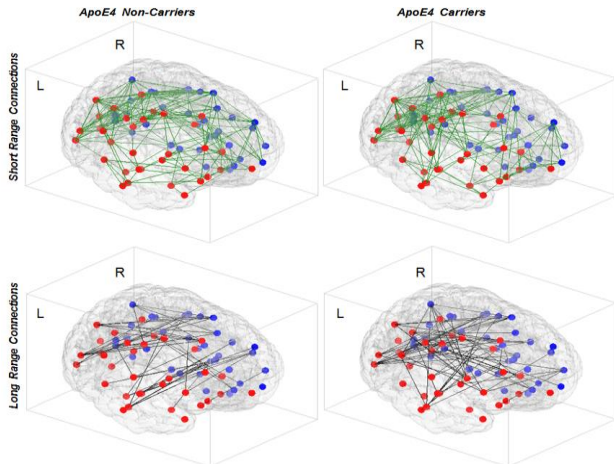 ApoE4 Non-Carriers
ApoE4 Carriers
Short Range Connections
R
L
R
L
Long Range Connections
R
L
R
L